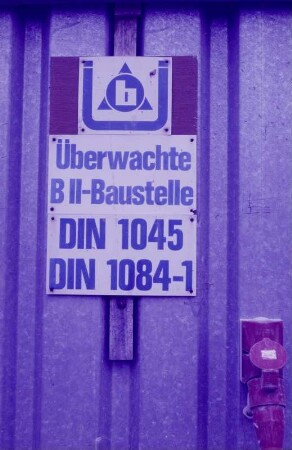 b
Überwachte
B II-Baustelle
DIN 1045
DIN 1084-1